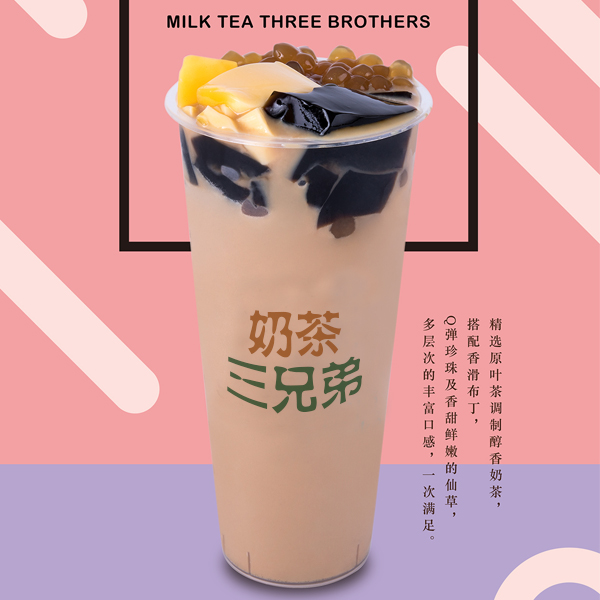 MILK TEA THREE BROTHERS
奶茶
三兄弟
精选原叶茶调制醇香奶茶，
搭配香滑布丁，
Q弹珍珠及香甜鲜嫩的仙草，
多层次的丰富口感，一次满足。